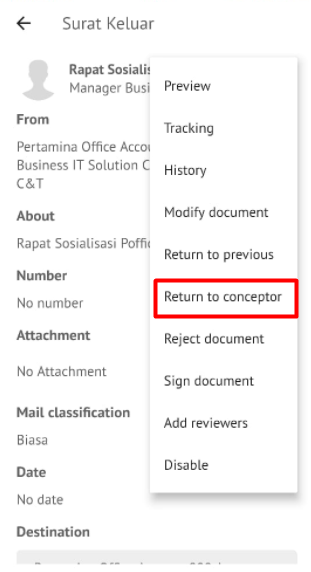 Surat Keluar
Rapat Sosialis
Manager Busi
From
Pertamina Office Accou
Business IT Solution C
C&T
About
Rapat Sosialisasi Poffic
Number
No number
Attachment
No Attachment
Mail classification
Biasa
Date
No date
Destination
Preview
Tracking
History
Modify document
Return to previous
Return to conceptor
Reject document
Sign document
Add reviewers
Disable